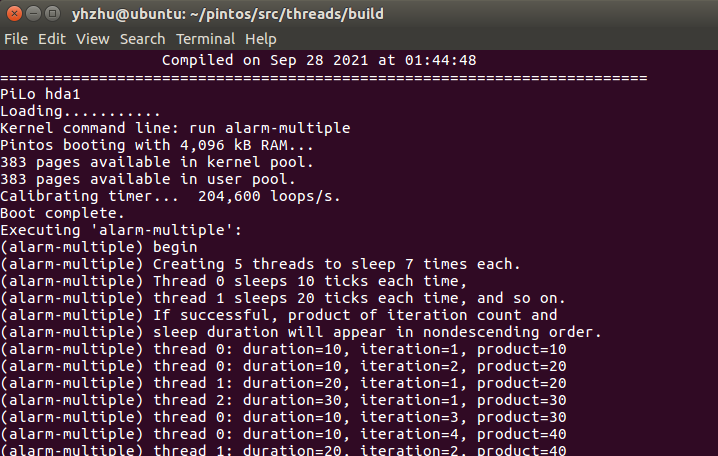 yhzhu@ubuntu: ~/pintos/src/threads/build
File Edit View Search Terminal Help
Compiled on Sep 28 2021 at 01:44:48
========================================================================
PiLo hda1
Loading...........
Kernel command line: run alarm-multiple
Pintos booting with 4,096 kB RAM...
383 pages available in kernel pool.
383 pages available in user pool.
Calibrating timer...  204,600 loops/s.
Boot complete.
Executing 'alarm-multiple':
(alarm-multiple) begin
(alarm-multiple) Creating 5 threads to sleep 7 times each.
(alarm-multiple) Thread 0 sleeps 10 ticks each time,
(alarm-multiple) thread 1 sleeps 20 ticks each time, and so on.
(alarm-multiple) If successful, product of iteration count and
(alarm-multiple) sleep duration will appear in nondescending order.
(alarm-multiple) thread 0: duration=10, iteration=1, product=10
(alarm-multiple) thread 0: duration=10, iteration=2, product=20
(alarm-multiple) thread 1: duration=20, iteration=1, product=20
(alarm-multiple) thread 2: duration=30, iteration=1, product=30
(alarm-multiple) thread 0: duration=10, iteration=3, product=30
(alarm-multiple) thread 0: duration=10, iteration=4, product=40
(alarm-multiple) thread 1: duration=20, iteration=2, product=40